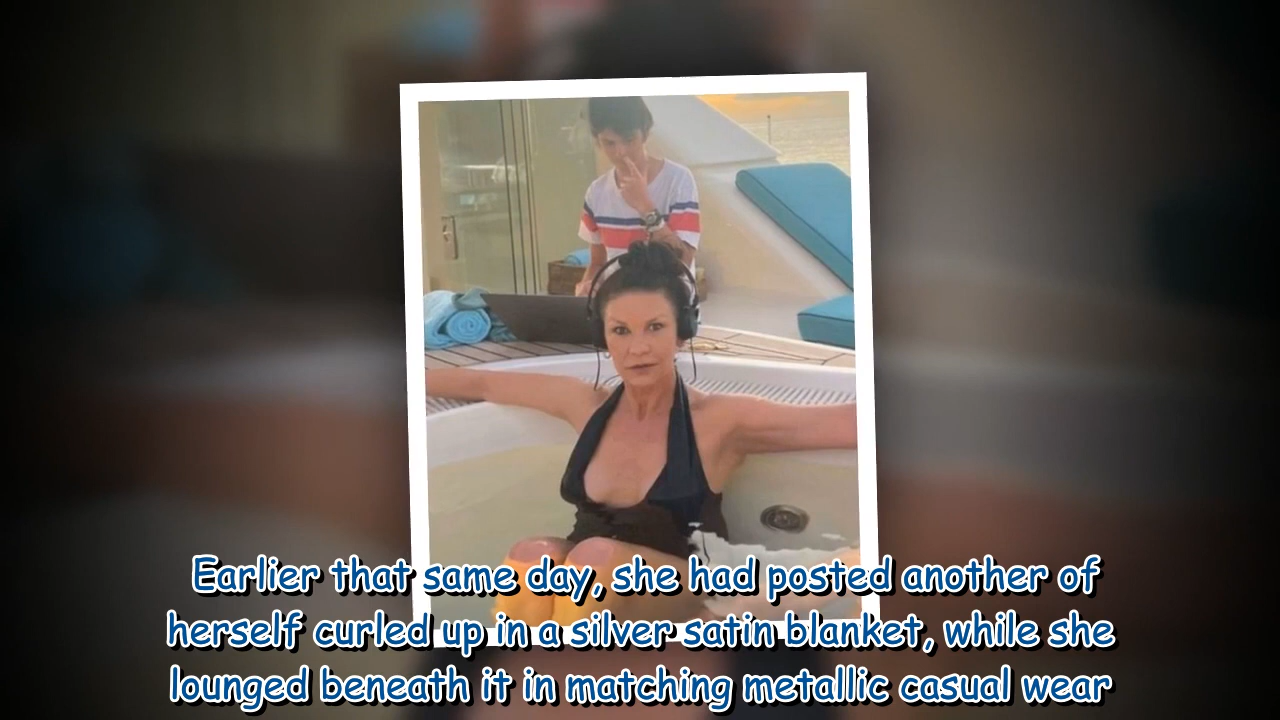 Earlier that same day, she had posted another of
herself curled up in a silver satin blanket, while she
lounged beneath it in matching metallic casual wear